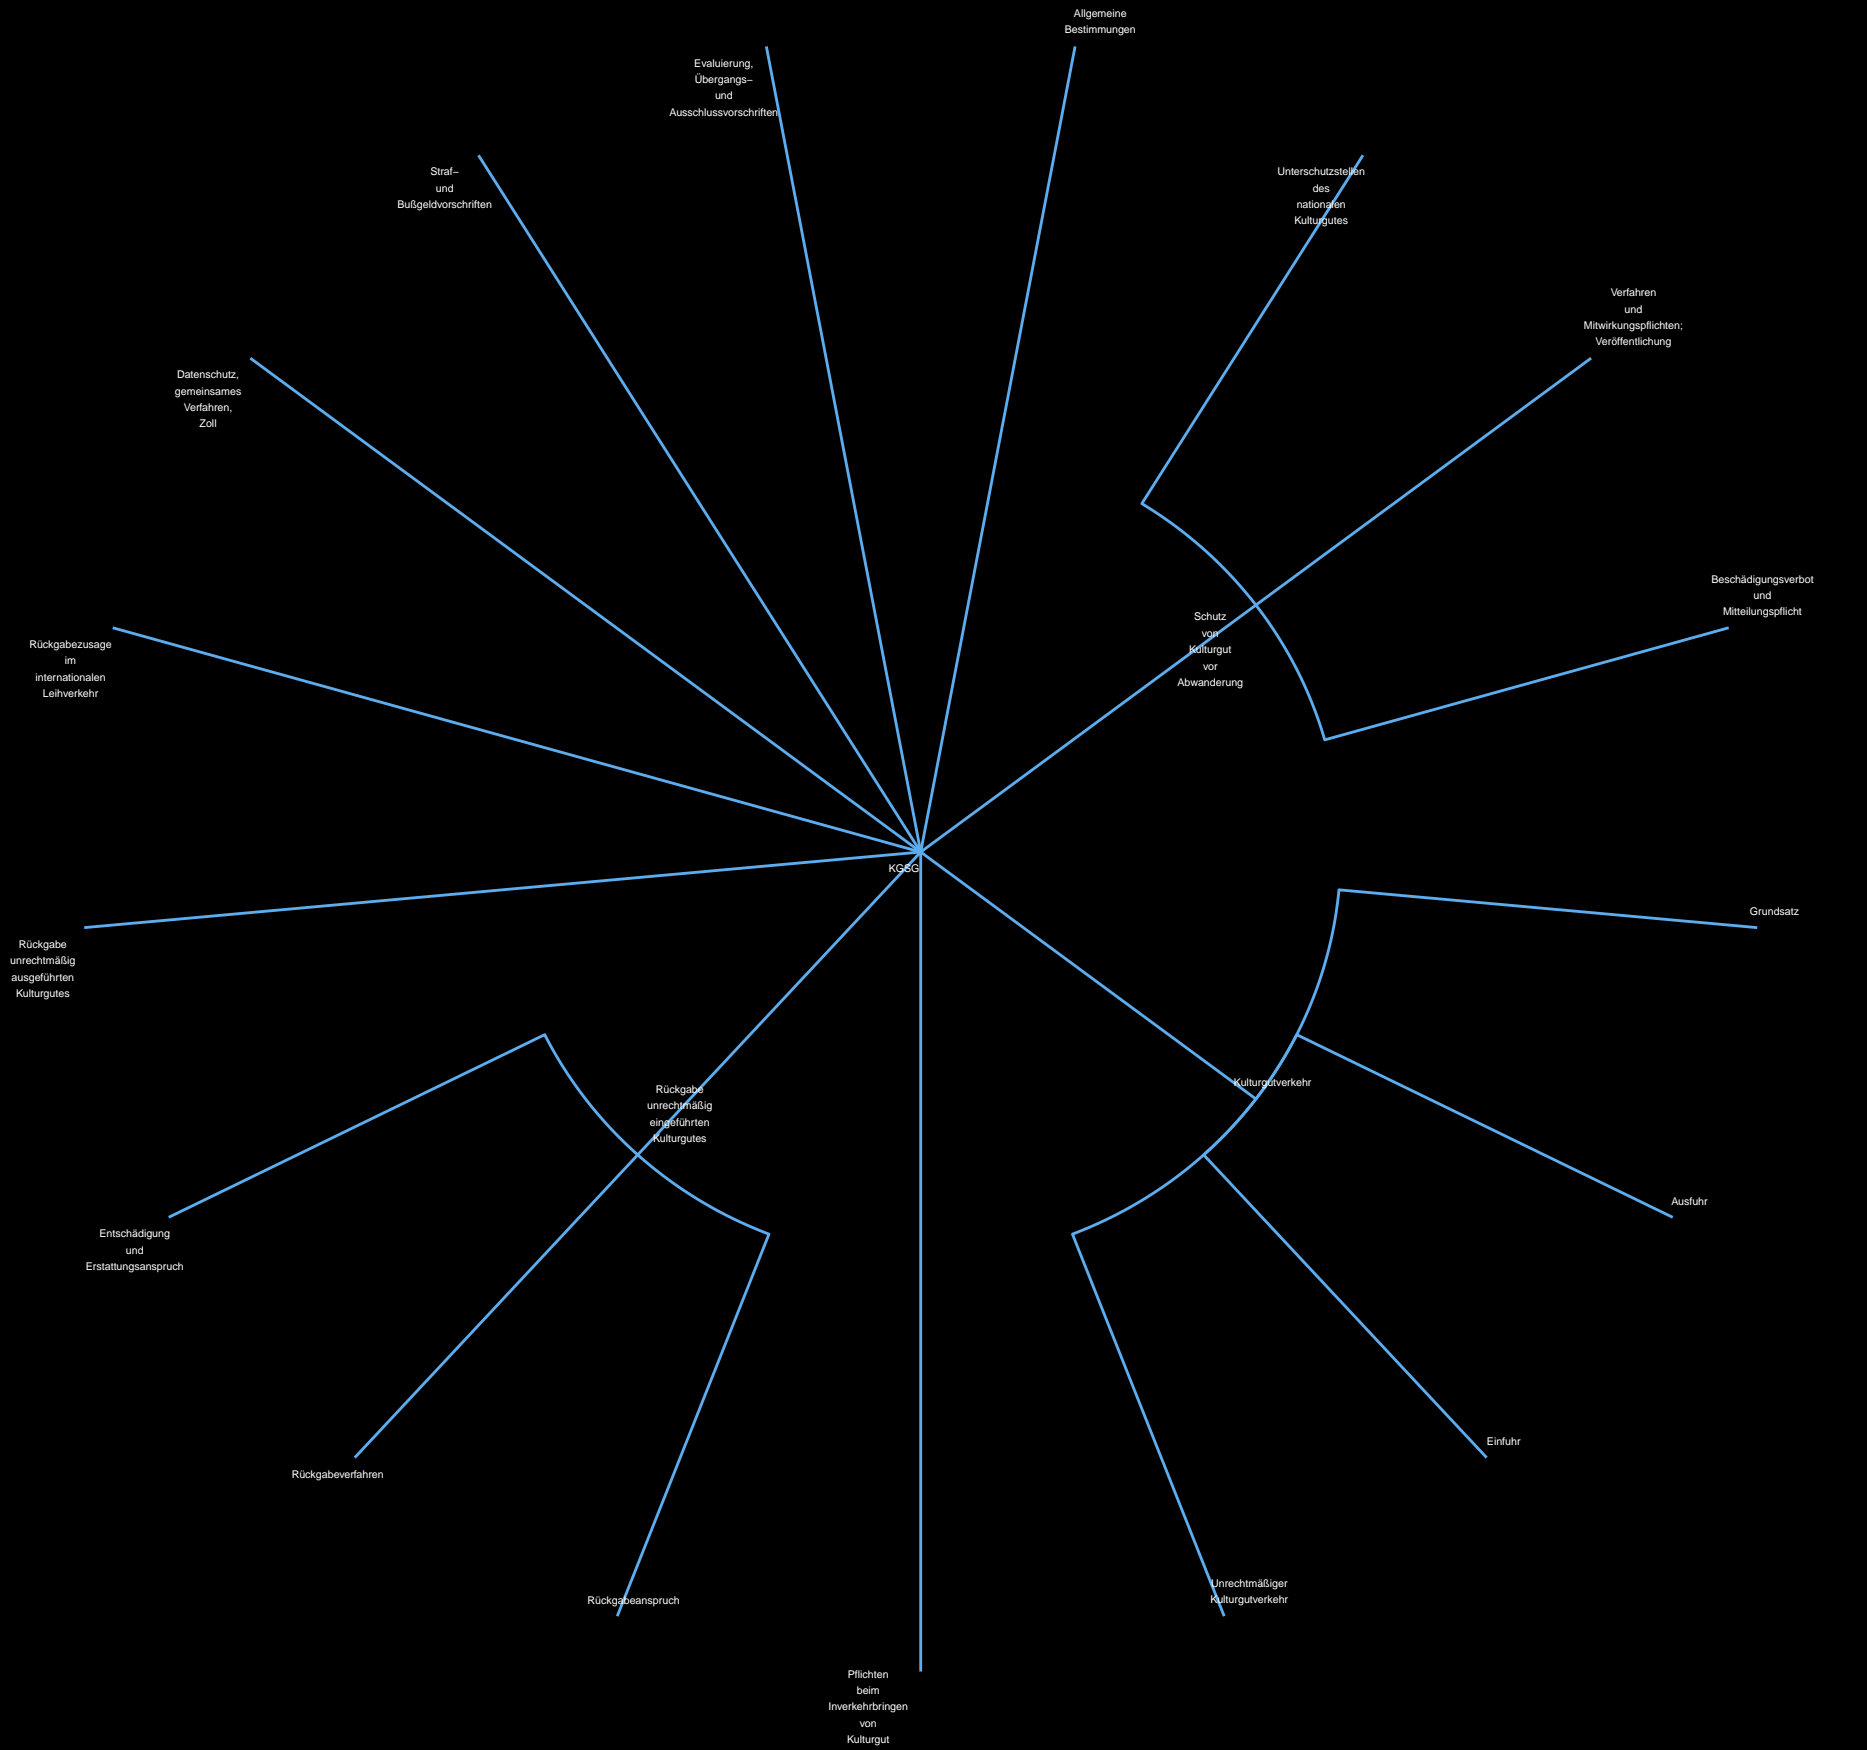 Allgemeine
Bestimmungen
Evaluierung,
Übergangs–
und
Ausschlussvorschriften
Straf–
und
Bußgeldvorschriften
Unterschutzstellen
des
nationalen
Kulturgutes
Verfahren
und
Mitwirkungspflichten;
Veröffentlichung
Datenschutz,
gemeinsames
Verfahren,
Zoll
Beschädigungsverbot
und
Mitteilungspflicht
Schutz
von
Kulturgut
vor
Abwanderung
Rückgabezusage
im
internationalen
Leihverkehr
KGSG
Grundsatz
Rückgabe
unrechtmäßig
ausgeführten
Kulturgutes
Kulturgutverkehr
Rückgabe
unrechtmäßig
eingeführten
Kulturgutes
Ausfuhr
Entschädigung
und
Erstattungsanspruch
Einfuhr
Rückgabeverfahren
Unrechtmäßiger
Kulturgutverkehr
Rückgabeanspruch
Pflichten
beim
Inverkehrbringen
von
Kulturgut